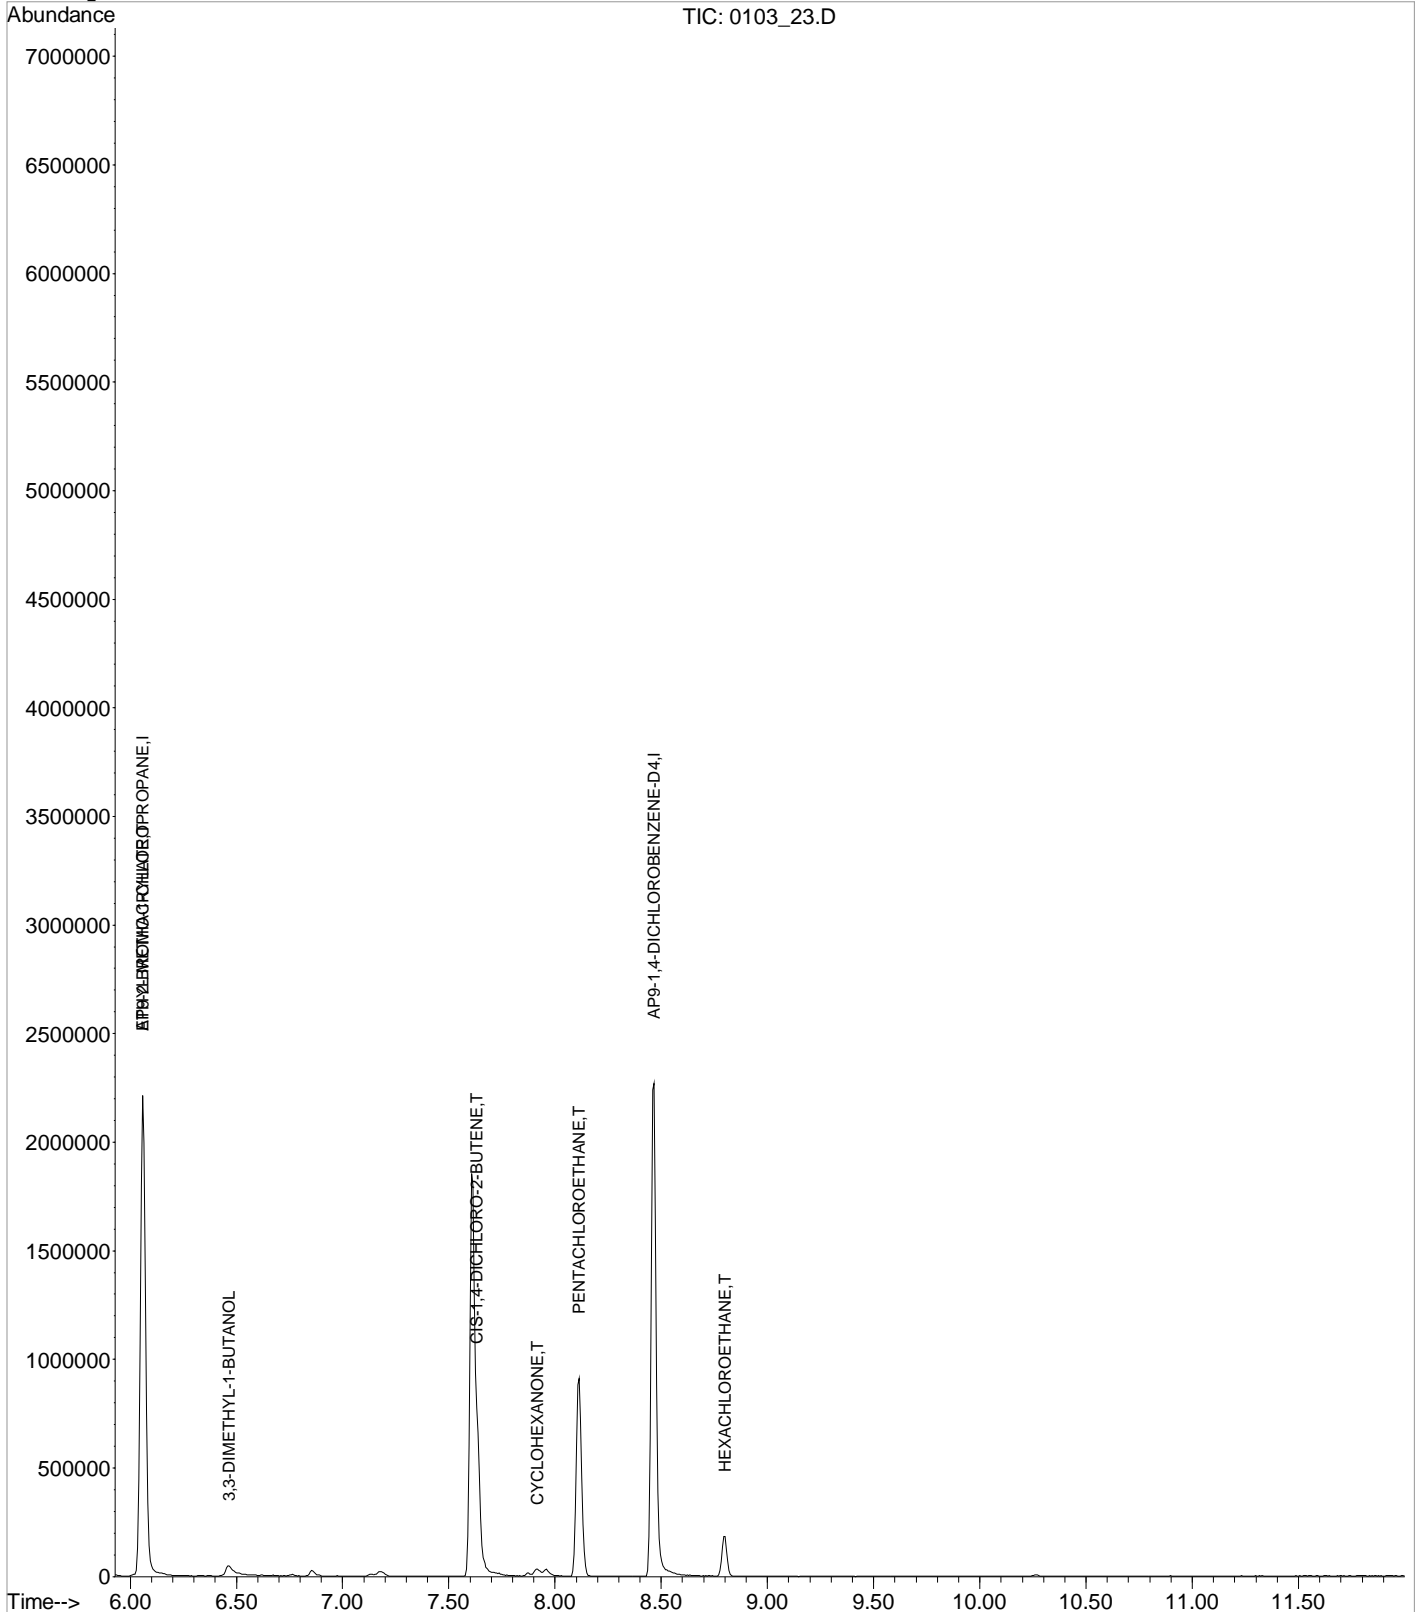 Abundance
TIC: 0103_23.D
7000000
6500000
6000000
5500000
5000000
4500000
4000000
3500000
3000000
2500000
2000000
1500000
1000000
500000
0
3,3-DIMETHYL-1-BUTANOL
CIS-1,4-DICHLORO-2-BUTENE,T
CYCLOHEXANONE,T
PENTACHLOROETHANE,T
AP9-1,4-DICHLOROBENZENE-D4,I
HEXACHLOROETHANE,T
Time-->
6.00 6.50 7.00 7.50 8.00 8.50 9.00 9.50 10.00 10.50 11.00 11.50